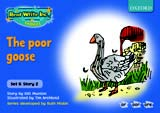 Read Write Inc.
OXFORD
The poor
goose
Set 6 Story 2
Story by Gill Munton
Illustrated by Tim Archbold
Series developed by Ruth Miskin